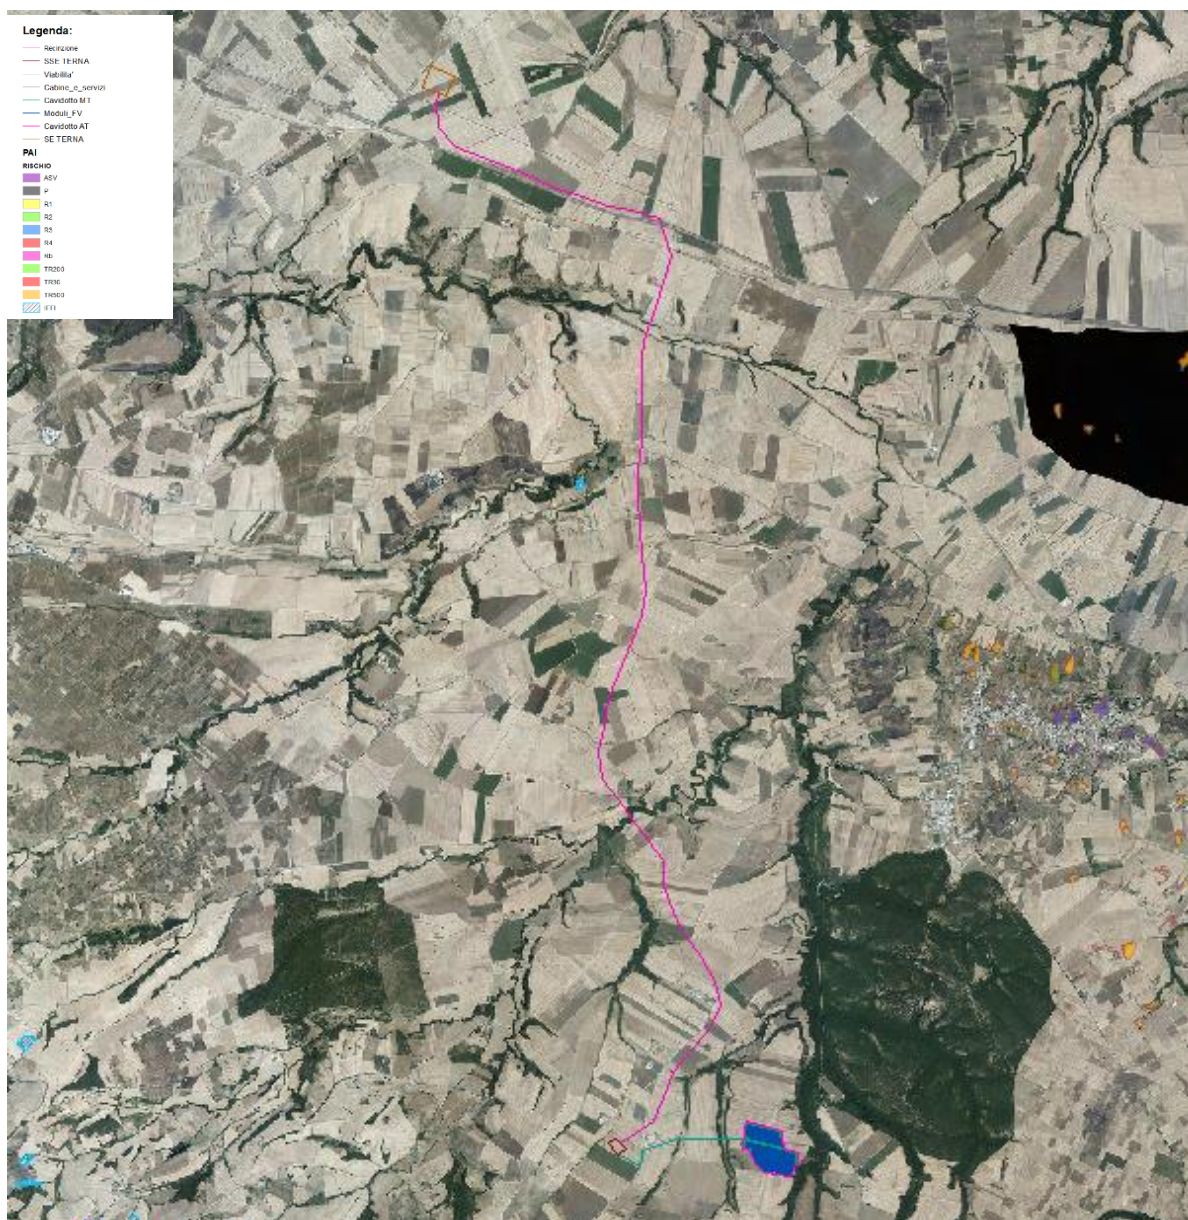 Legenda:
Recinzione
SSE TERNA
Viabilita'
Cabine_e_servizi
Cavidotto MT
Moduli_FV
Cavidotto AT
SE TERNA
PAI
RISCHIO
ASV
P
R1
R2
R3
R4
Rb
TR200
TR30
TR500
IFFI